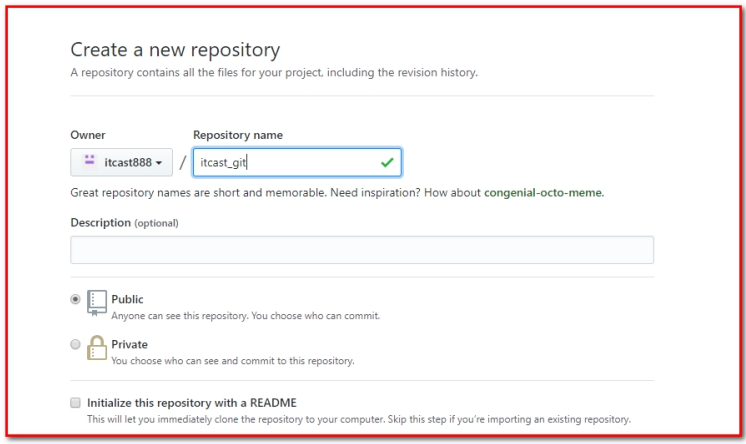 Create a new repository
A repository contains all the files for your project, including the revision history.
Owner Repository name
itcast888 / itcast_git
Great repository names are short and memorable. Need inspiration? How about congenial-octo-meme.
Description (optional)
Public
Anyone can see this repository. You choose who can commit.
Private
You choose who can see and commit to this repository.
Initialize this repository with a README
This will let you immediately clone the repository to your computer. Skip this step if you’re importing an existing repository.